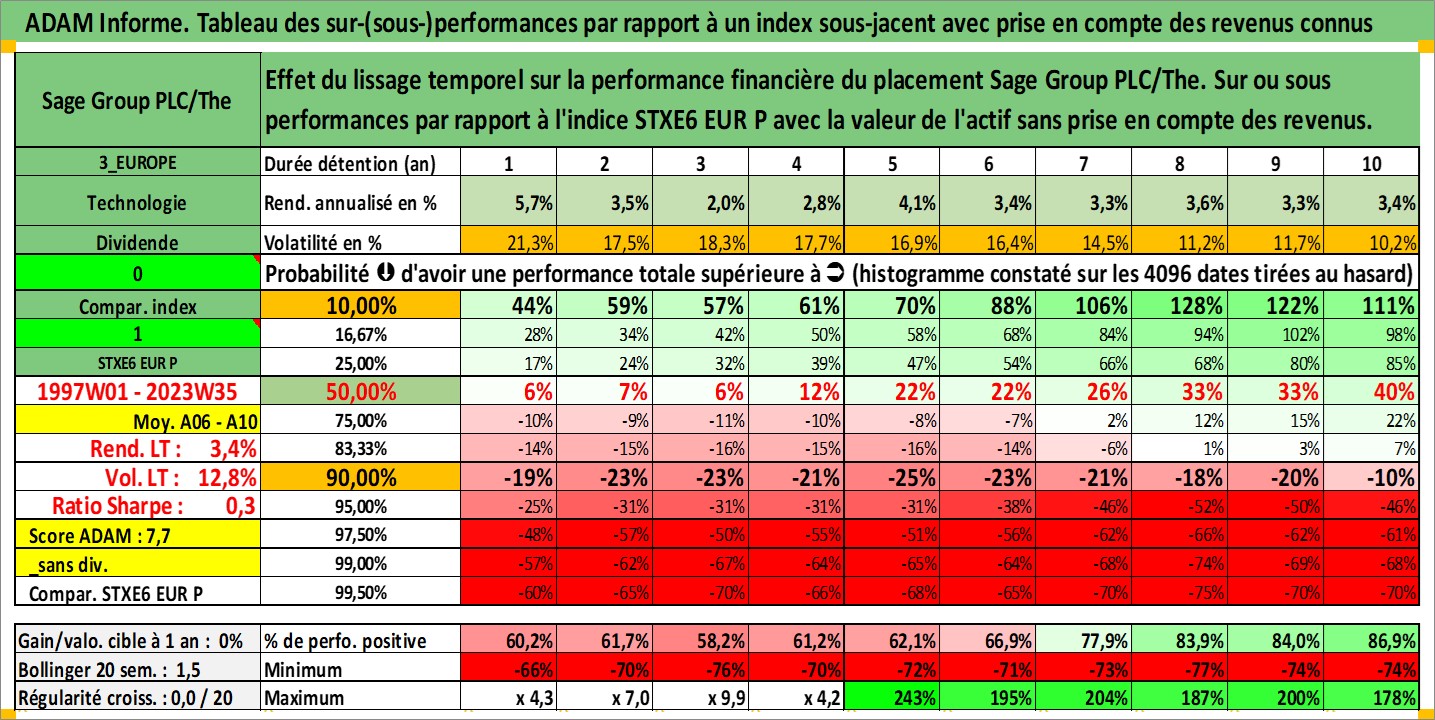 ADAM Informe. Tableau des sur-(sous-)performances par rapport à un index sous-jacent avec prise en compte des revenus connus
Sage Group PLC/The
Effet du lissage temporel sur la performance financière du placement Sage Group PLC/The. Sur ou sous
performances par rapport à l'indice STXE6 EUR P avec la valeur de l'actif sans prise en compte des revenus.
3_EUROPE Durée détention (an) 1 2 3 4 5 6 7 8 9 10
Technologie Rend. annualisé en % 5,7% 3,5% 2,0% 2,8% 4,1% 3,4% 3,3% 3,6% 3,3% 3,4%
Dividende Volatilité en % 21,3% 17,5% 18,3% 17,7% 16,9% 16,4% 14,5% 11,2% 11,7% 10,2%
0 Probabilité 🡇 d'avoir une performance totale supérieure à ➲ (histogramme constaté sur les 4096 dates tirées au hasard)
Compar. index 10,00% 44% 59% 57% 61% 70% 88% 106% 128% 122% 111%
1 16,67% 28% 34% 42% 50% 58% 68% 84% 94% 102% 98%
STXE6 EUR P 25,00% 17% 24% 32% 39% 47% 54% 66% 68% 80% 85%
1997W01 - 2023W35 50,00% 6% 7% 6% 12% 22% 22% 26% 33% 33% 40%
Moy. A06 - A10 75,00% -10% -9% -11% -10% -8% -7% 2% 12% 15% 22%
Rend. LT : 3,4% 83,33% -14% -15% -16% -15% -16% -14% -6% 1% 3% 7%
Vol. LT : 12,8% 90,00% -19% -23% -23% -21% -25% -23% -21% -18% -20% -10%
Ratio Sharpe : 0,3 95,00% -25% -31% -31% -31% -31% -38% -46% -52% -50% -46%
Score ADAM : 7,7 97,50% -48% -57% -50% -55% -51% -56% -62% -66% -62% -61%
_sans div. 99,00% -57% -62% -67% -64% -65% -64% -68% -74% -69% -68%
Compar. STXE6 EUR P 99,50% -60% -65% -70% -66% -68% -65% -70% -75% -70% -70%
Gain/valo. cible à 1 an : 0% % de perfo. positive 60,2% 61,7% 58,2% 61,2% 62,1% 66,9% 77,9% 83,9% 84,0% 86,9%
Bollinger 20 sem. : 1,5 Minimum -66% -70% -76% -70% -72% -71% -73% -77% -74% -74%
Régularité croiss. : 0,0 / 20 Maximum x 4,3 x 7,0 x 9,9 x 4,2 243% 195% 204% 187% 200% 178%